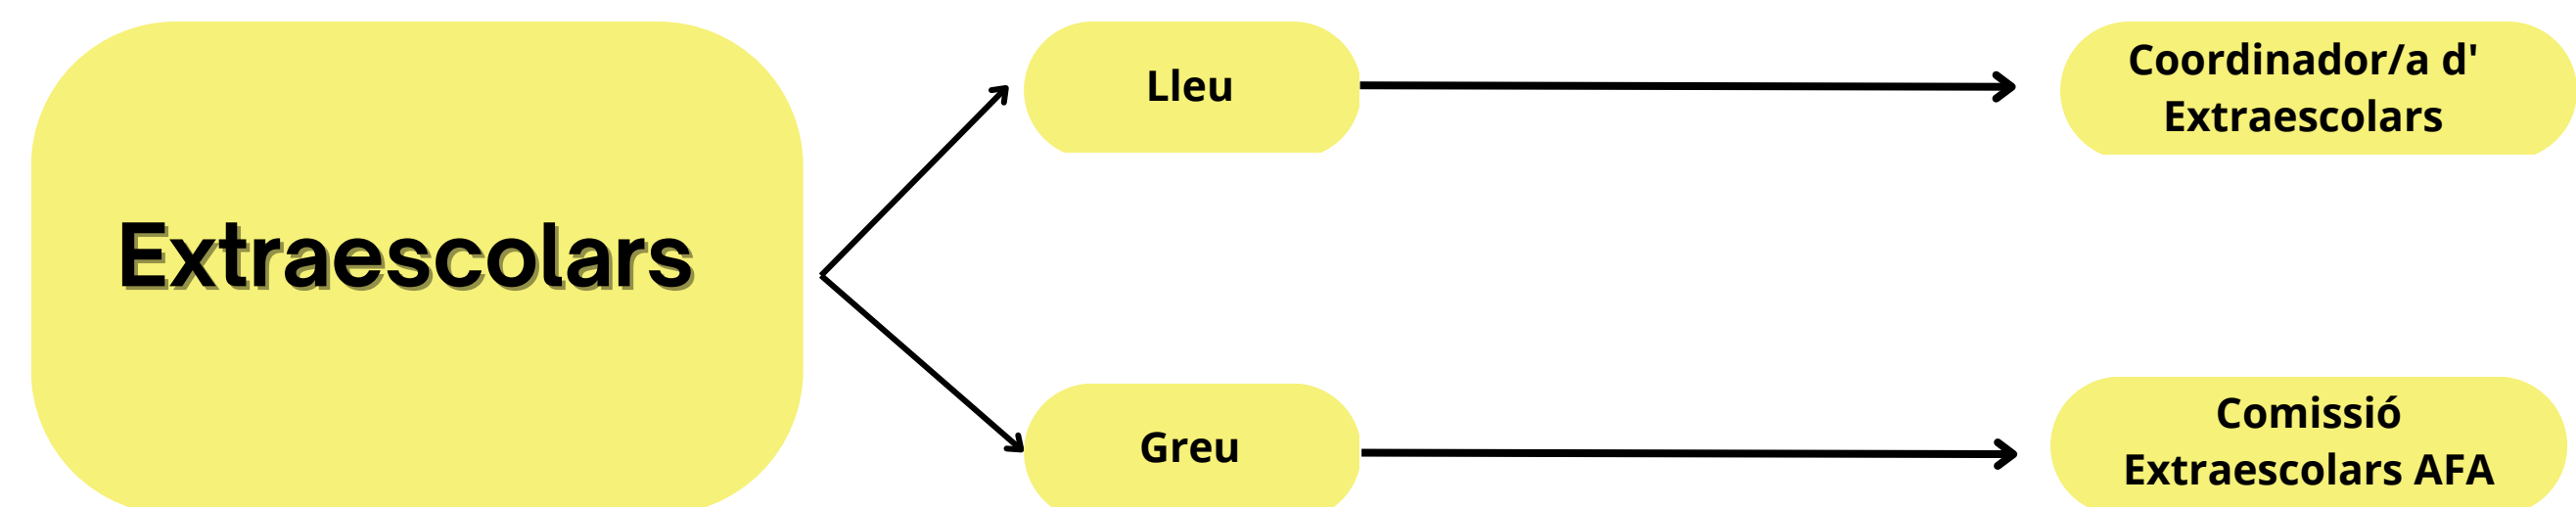 Extraescolars
Lleu
Coordinador/a d'
Extraescolars
Greu
Comissió
Extraescolars AFA